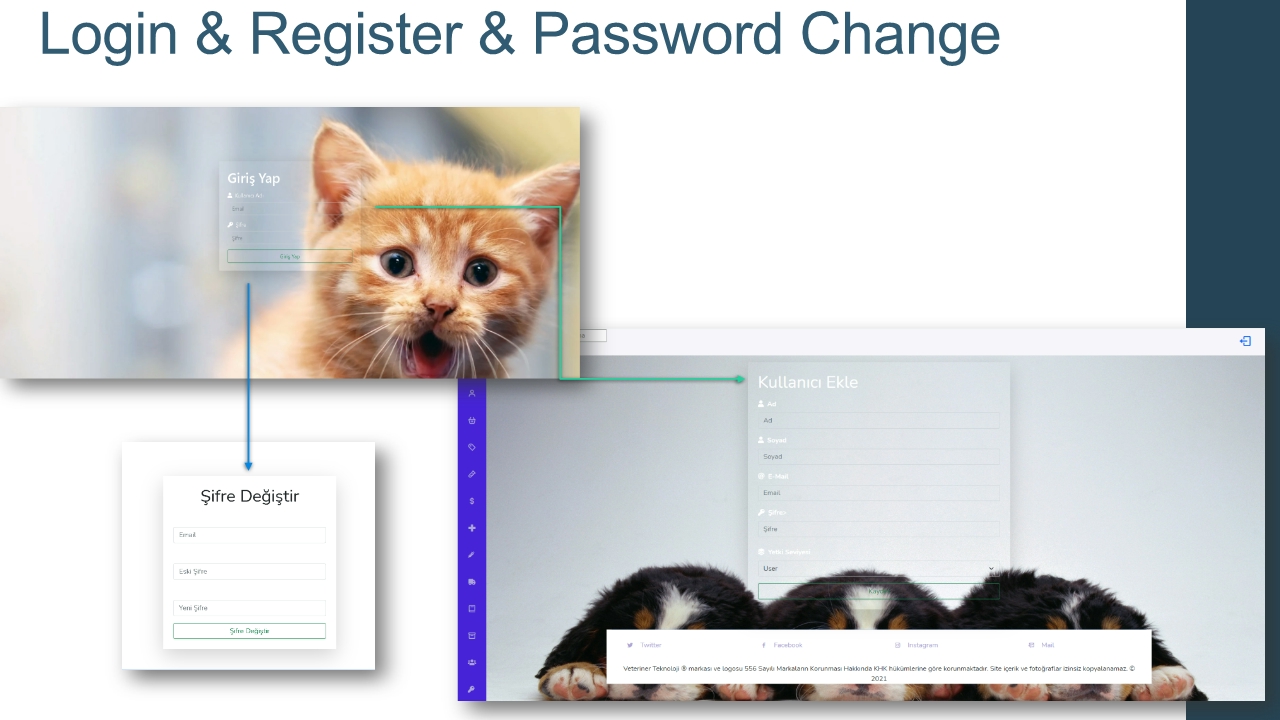 Login & Register & Password Change
Giriş Yap
Kullanıcı Adı
Email
Şifre
Şifre
Giriş Yap
Kullanıcı Ekle
Ad
Ad
Soyad
Soyad
E-Mail
Email
Şifre
User
Şifre Değiştir
Email
Eski Şifre
Yeni Şifre
Şifre Değiştir
Twitter Facebook Instagram Mail
Veteriner Teknoloji ® markası ve logosu 556 Sayılı Markaların Korunması Hakkında KHK hükümlerine göre korunmaktadır. Site içerik ve fotoğraflar izinsiz kopyalanamaz. ©
2021